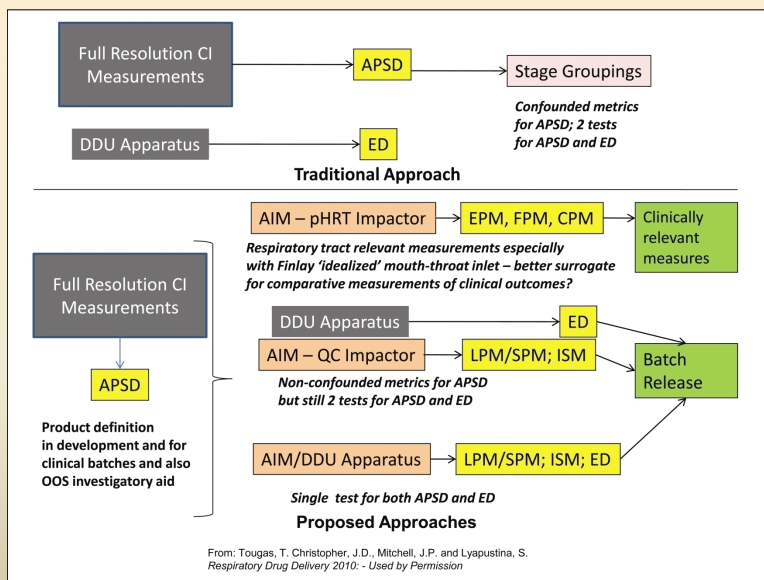 Full Resolution CI
Measurements
APSD
Stage Groupings
Confounded metrics
for APSD; 2 tests
for APSD and ED
DDU Apparatus
ED
Traditional Approach
AIM – pHRT Impactor
EPM, FPM, CPM
Clinically
relevant
measures
Respiratory tract relevant measurements especially
with Finlay ‘idealized’ mouth-throat inlet – better surrogate
for comparative measurements of clinical outcomes?
Full Resolution CI
Measurements
APSD
Product definition
in development and for
clinical batches and also
OOS investigatory aid
DDU Apparatus
ED
AIM – QC Impactor
LPM/SPM; ISM
Batch
Release
Non-confounded metrics for APSD
but still 2 tests for APSD and ED
AIM/DDU Apparatus
LPM/SPM; ISM; ED
Single test for both APSD and ED
Proposed Approaches
From: Tougas, T. Christopher, J.D., Mitchell, J.P. and Lyapustina, S.
Respiratory Drug Delivery 2010: - Used by Permission